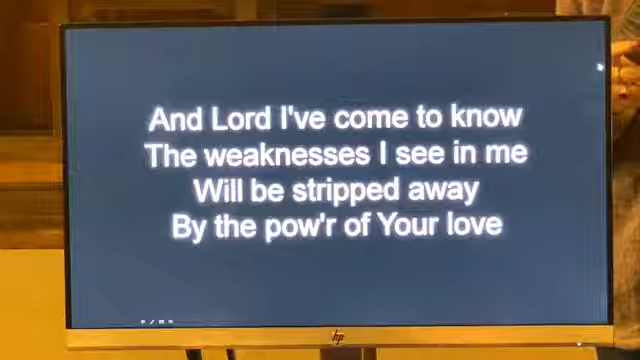 And Lord I've come to know
The weaknesses I see in me
Will be stripped away
By the pow'r of Your love
hp